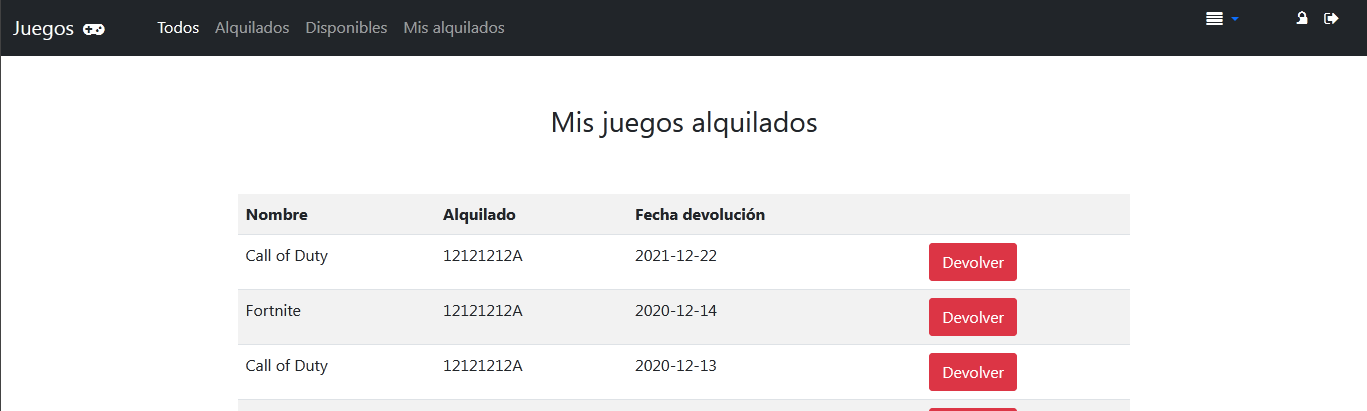 Juegos Todos Alquilados Disponibles Mis alquilados
Mis juegos alquilados
Nombre Alquilado Fecha devolución
Call of Duty 12121212A 2021-12-22 Devolver
Fortnite 12121212A 2020-12-14 Devolver
Call of Duty 12121212A 2020-12-13 Devolver